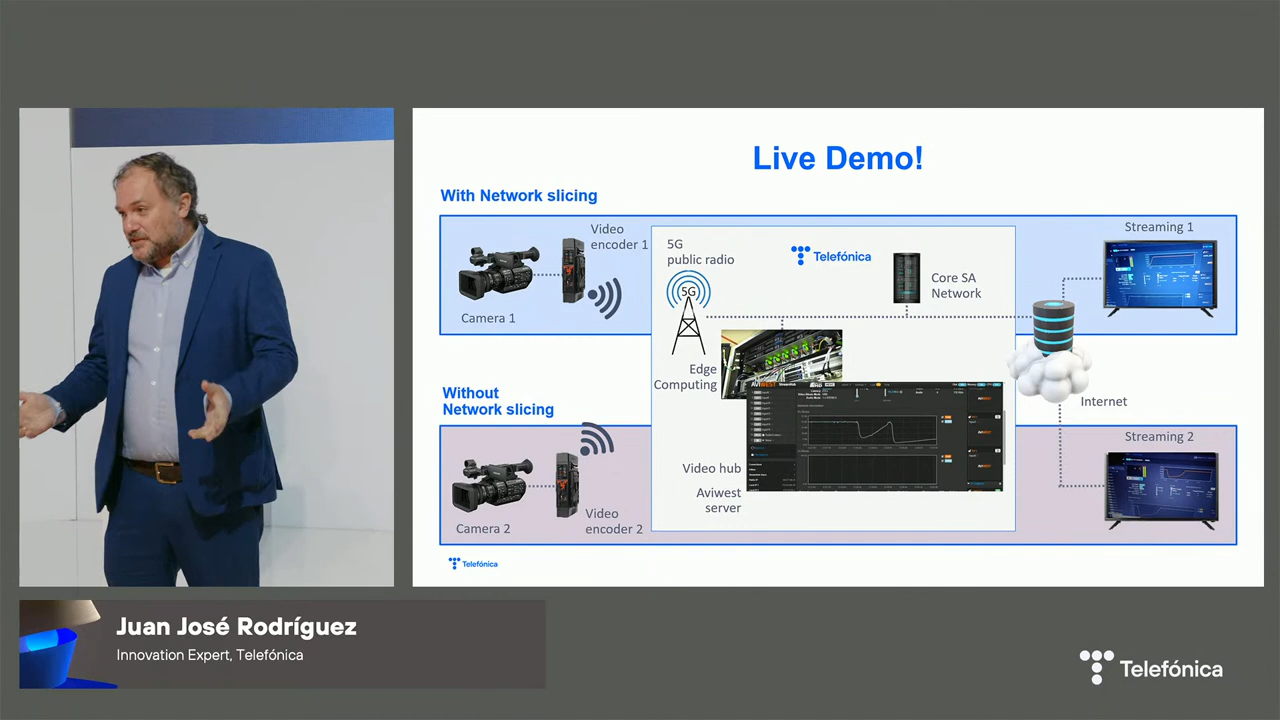 Live Demo!
With Network slicing
Video
encoder 1
Camera 1
5G
public radio
5G
Telefónica
Core SA
Network
Streaming 1
Edge
Computing
Internet
Without
Network slicing
Camera 2
Video
encoder 2
AVIWEST
Video hub
Aviwest
server
Streaming 2
Telefónica
Juan José Rodríguez
Innovation Expert, Telefónica
Telefónica